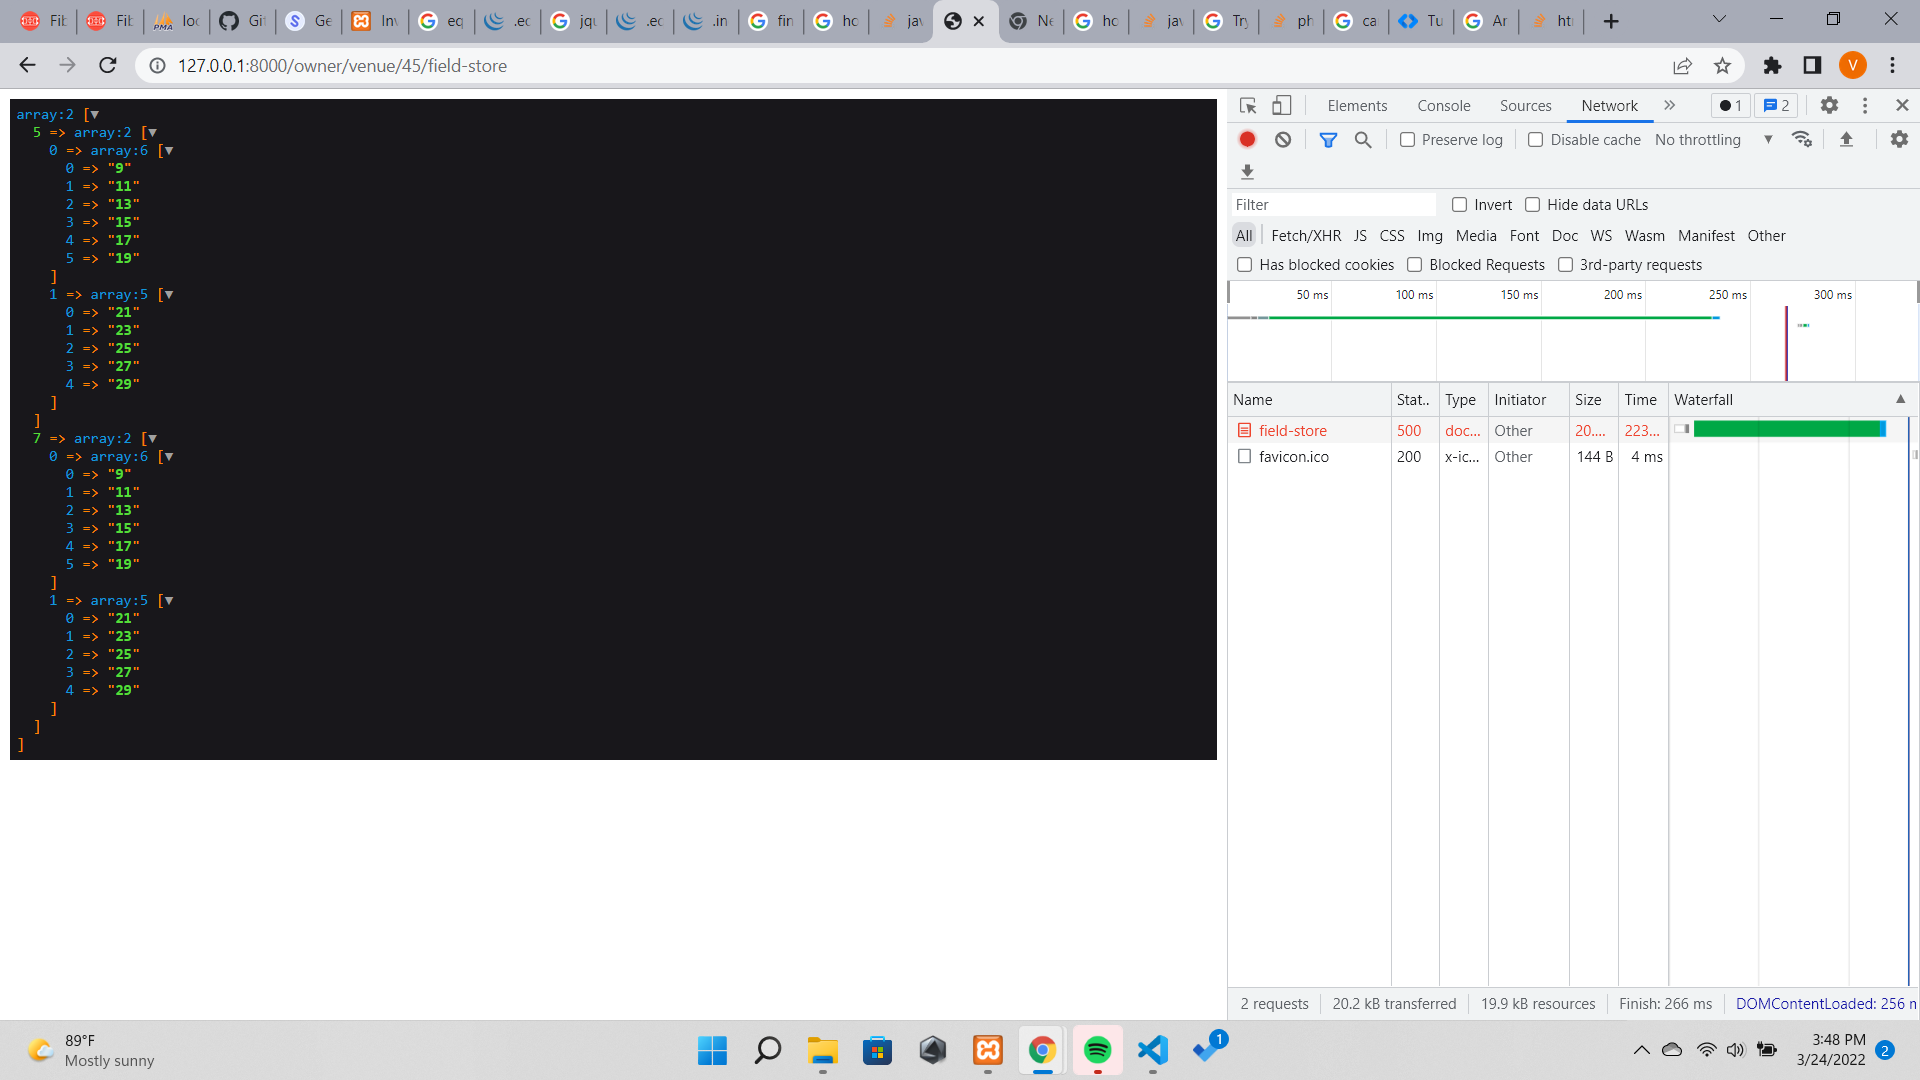 Fib
Fib
loc
Git
Ge
Inv
eq
.ec
jqu
.ec
.in
fin
ho
jav
Ne
ho
jav
Try
ph
ca
Tu
Ar
htt
127.0.0.1:8000/owner/venue/45/field-store
V
array:2 [▼
5 => array:2 [▼
0 => array:6 [▼
0 => "9"
1 => "11"
2 => "13"
3 => "15"
4 => "17"
5 => "19"
]
1 => array:5 [▼
0 => "21"
1 => "23"
2 => "25"
3 => "27"
4 => "29"
]
]
7 => array:2 [▼
0 => array:6 [▼
0 => "9"
1 => "11"
2 => "13"
3 => "15"
4 => "17"
5 => "19"
]
1 => array:5 [▼
0 => "21"
1 => "23"
2 => "25"
3 => "27"
4 => "29"
]
]
]
Elements Console Sources Network » 1 2
Preserve log Disable cache No throttling
Filter Invert Hide data URLs
All Fetch/XHR JS CSS Img Media Font Doc WS Wasm Manifest Other
Has blocked cookies Blocked Requests 3rd-party requests
50 ms 100 ms 150 ms 200 ms 250 ms 300 ms
Name Stat.. Type Initiator Size Time Waterfall
field-store 500 doc... Other 20.... 223...
favicon.ico 200 x-ic... Other 144 B 4 ms
2 requests 20.2 kB transferred 19.9 kB resources Finish: 266 ms DOMContentLoaded: 256 n
89°F
Mostly sunny
1
3:48 PM
3/24/2022
2